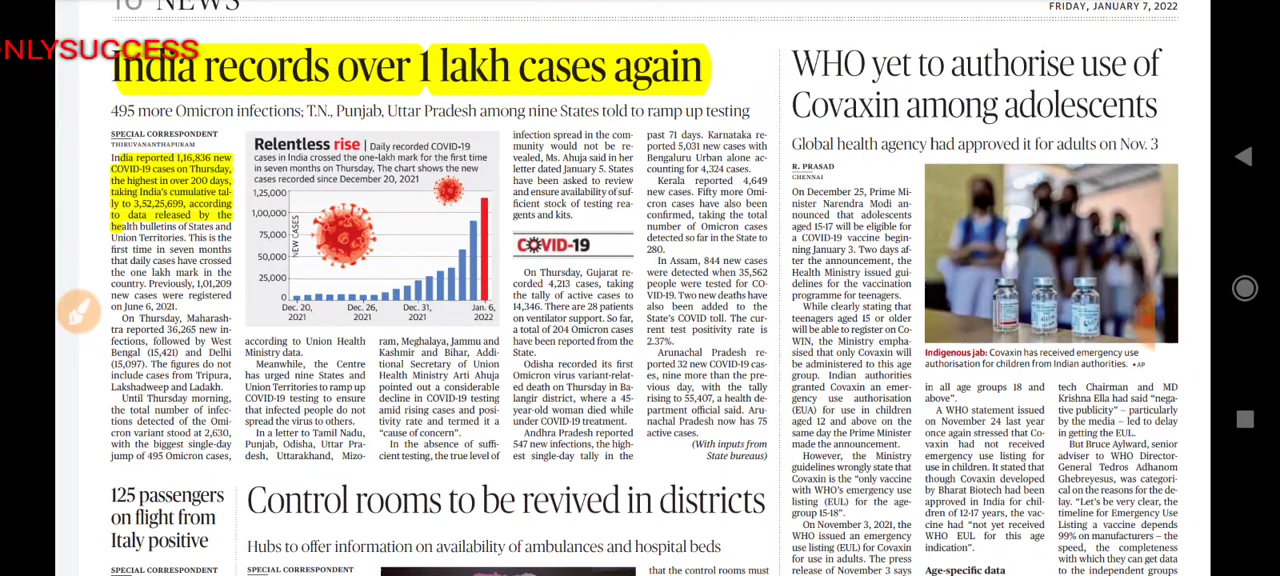 10 NEWS
FRIDAY, JANUARY 7, 2022
NLYSUCCESS
India records over 1 lakh cases again
495 more Omicron infections; T.N., Punjab, Uttar Pradesh among nine States told to ramp up testing
SPECIAL CORRESPONDENT
THIRUVANANTHAPURAM
India reported 1,16,836 new
COVID-19 cases on Thursday,
the highest in over 200 days,
taking India's cumulative tal-
ly to 3,52,25,699, according
to data released by the
health bulletins of States and
Union Territories. This is the
first time in seven months
that daily cases have crossed
the one lakh mark in the
country. Previously, 1,01,209
new cases were registered
on June 6, 2021.
On Thursday, Maharash-
tra reported 36,265 new in-
fections, followed by West
Bengal (15,421) and Delhi
(15,097). The figures do not
include cases from Tripura,
Lakshadweep and Ladakh.
Until Thursday morning,
the total number of infec-
tions detected of the Omi-
cron variant stood at 2,630,
with the biggest single-day
jump of 495 Omicron cases,
Relentless rise | Daily recorded COVID-19
cases in India crossed the one-lakh mark for the first time
in seven months on Thursday. The chart shows the new
cases recorded since December 20, 2021
1,25,000
1,00,000
75,000
50,000
25,000
0
NEW CASES
Dec. 20,
2021
Dec. 26,
2021
Dec. 31,
2021
Jan. 6,
2022
according to Union Health
Ministry data.
Meanwhile, the Centre
has urged nine States and
Union Territories to ramp up
COVID-19 testing to ensure
that infected people do not
spread the virus to others.
In a letter to Tamil Nadu,
Punjab, Odisha, Uttar Pra-
desh, Uttarakhand, Mizo-
ram, Meghalaya, Jammu and
Kashmir and Bihar, Addi-
tional Secretary of Union
Health Ministry Arti Ahuja
pointed out a considerable
decline in COVID-19 testing
amid rising cases and posi-
tivity rate and termed it a
"cause of concern".
In the absence of suffi-
cient testing, the true level of
infection spread in the com-
munity would not be re-
vealed, Ms. Ahuja said in her
letter dated January 5. States
have been asked to review
and ensure availability of suf-
ficient stock of testing rea-
gents and kits.
COVID-19
On Thursday, Gujarat re-
corded 4,213 cases, taking
the tally of active cases to
14,346. There are 28 patients
on ventilator support. So far,
a total of 204 Omicron cases
have been reported from the
State.
Odisha recorded its first
Omicron virus variant-relat-
ed death on Thursday in Ba-
langir district, where a 45-
year-old woman died while
under COVID-19 treatment.
Andhra Pradesh reported
547 new infections, the high-
est single-day tally in the
past 71 days. Karnataka re-
ported 5,031 new cases with
Bengaluru Urban alone ac-
counting for 4,324 cases.
Kerala reported 4,649
new cases. Fifty more Omi-
cron cases have also been
confirmed, taking the total
number of Omicron cases
detected so far in the State to
280.
In Assam, 844 new cases
were detected when 35,562
people were tested for CO-
VID-19. Two new deaths have
also been added to the
State's COVID toll. The cur-
rent test positivity rate is
2.37%.
Arunachal Pradesh re-
ported 32 new COVID-19 cas-
es, nine more than the pre-
vious day, with the tally
rising to 55,407, a health de-
partment official said. Aru-
nachal Pradesh now has 75
active cases.
(With inputs from
State bureaus)
WHO yet to authorise use of
Covaxin among adolescents
Global health agency had approved it for adults on Nov. 3
R. PRASAD
CHENNAI
On December 25, Prime Mi-
nister Narendra Modi an-
nounced that adolescents
aged 15-17 will be eligible for
a COVID-19 vaccine begin-
ning January 3. Two days af-
ter the announcement, the
Health Ministry issued gui-
delines for the vaccination
programme for teenagers.
While clearly stating that
teenagers aged 15 or older
will be able to register on Co-
WIN, the Ministry empha-
sised that only Covaxin will
be administered to this age
group. Indian authorities
granted Covaxin an emer-
gency use authorisation
(EUA) for use in children
aged 12 and above on the
same day the Prime Minister
made the announcement.
However, the Ministry
guidelines wrongly state that
Covaxin is the "only vaccine
with WHO's emergency use
listing (EUL) for the age-
group 15-18".
On November 3, 2021, the
WHO issued an emergency
use listing (EUL) for Covaxin
for use in adults. The press
release of November 3 says
Indigenous jab: Covaxin has received emergency use
authorisation for children from Indian authorities. • AP
in all age groups 18 and
above".
A WHO statement issued
on November 24 last year
once again stressed that Co-
vaxin had not received
emergency use listing for
use in children. It stated that
though Covaxin developed
by Bharat Biotech had been
approved in India for chil-
dren of 12-17 years, the vac-
cine had "not yet received
WHO EUL for this age
indication".
Age-specific data
tech Chairman and MD
Krishna Ella had said "neg-
ative publicity" – particularly
by the media – led to delay
in getting the EUL.
But Bruce Aylward, senior
adviser to WHO Director-
General Tedros Adhanom
Ghebreyesus, was categori-
cal on the reasons for the de-
lay. "Let's be very clear, the
timeline for Emergency Use
Listing a vaccine depends
99% on manufacturers – the
speed, the completeness
with which they can get data
to the independent groups
125 passengers
on flight from
Italy positive
SPECIAL CORRESPONDENT
Control rooms to be revived in districts
Hubs to offer information on availability of ambulances and hospital beds
SPECIAL CORRESPONDENT
that the control rooms must